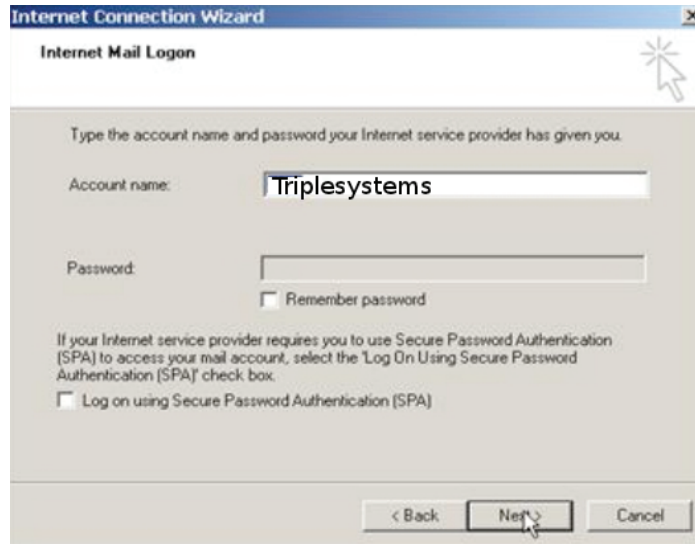 Internet Connection Wizard
Internet Mail Logon
Type the account name and password your Internet service provider has given you.
Account name:
Triplesystems
Password:
Remember password
If your Internet service provider requires you to use Secure Password Authentication
(SPA) to access your mail account, select the 'Log On Using Secure Password
Authentication (SPA)' check box.
Log on using Secure Password Authentication (SPA)
< Back
Next >
Cancel